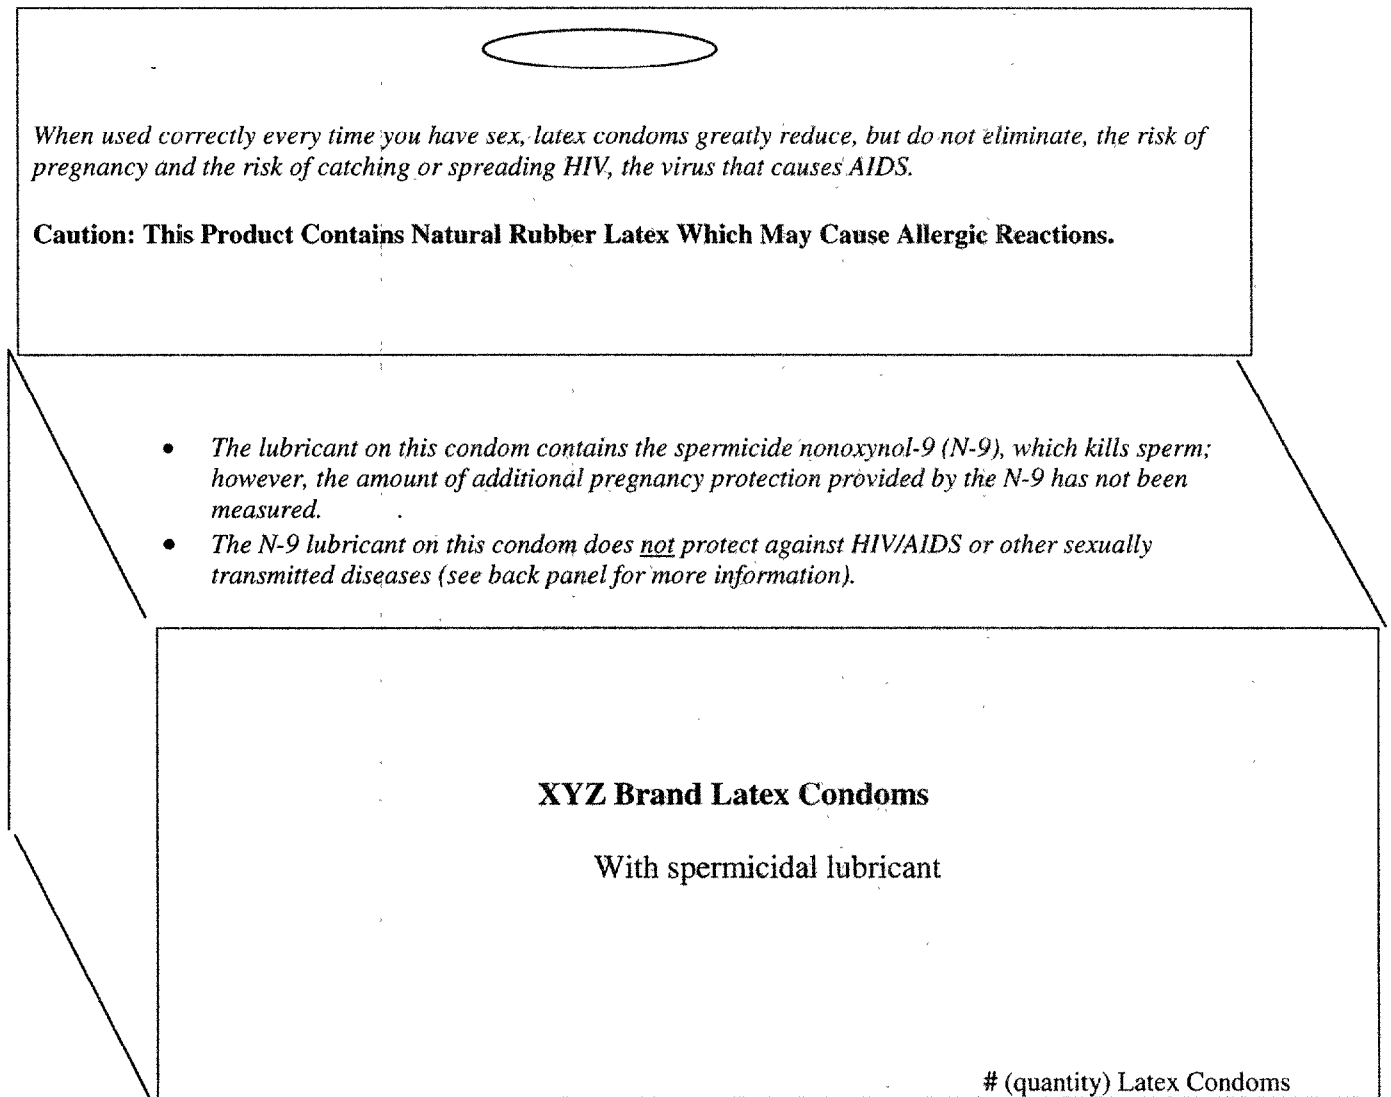 When used correctly every time you have sex, latex condoms greatly reduce, but do not eliminate, the risk of
pregnancy and the risk of catching or spreading HIV, the virus that causes AIDS.
Caution: This Product Contains Natural Rubber Latex Which May Cause Allergic Reactions.
• The lubricant on this condom contains the spermicide nonoxynol-9 (N-9), which kills sperm;
however, the amount of additional pregnancy protection provided by the N-9 has not been
measured.
• The N-9 lubricant on this condom does not protect against HIV/AIDS or other sexually
transmitted diseases (see back panel for more information).
XYZ Brand Latex Condoms
With spermicidal lubricant
# (quantity) Latex Condoms